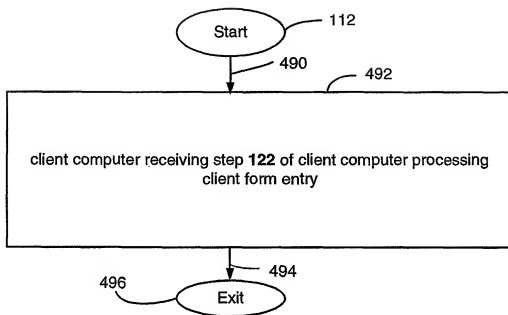 Start
112
490
492
client computer receiving step 122 of client computer processing
client form entry
494
496
Exit